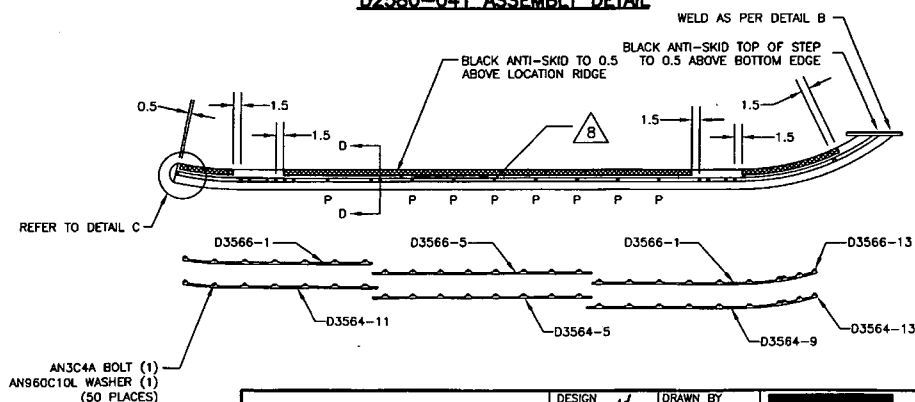 D2580-041 ASSEMBLY DETAIL
WELD AS PER DETAIL B
BLACK ANTI-SKID TO 0.5
ABOVE LOCATION RIDGE
BLACK ANTI-SKID TOP OF STEP
TO 0.5 ABOVE BOTTOM EDGE
0.5
1.5
1.5
8
1.5
1.5
1.5
D
D
P P P P P P P P
REFER TO DETAIL C
D3566-1
D3566-5
D3566-1
D3566-13
D3564-11
D3564-5
D3564-9
D3564-13
AN3C4A BOLT (1)
AN960C10L WASHER (1)
(50 PLACES)
DESIGN
DRAWN BY